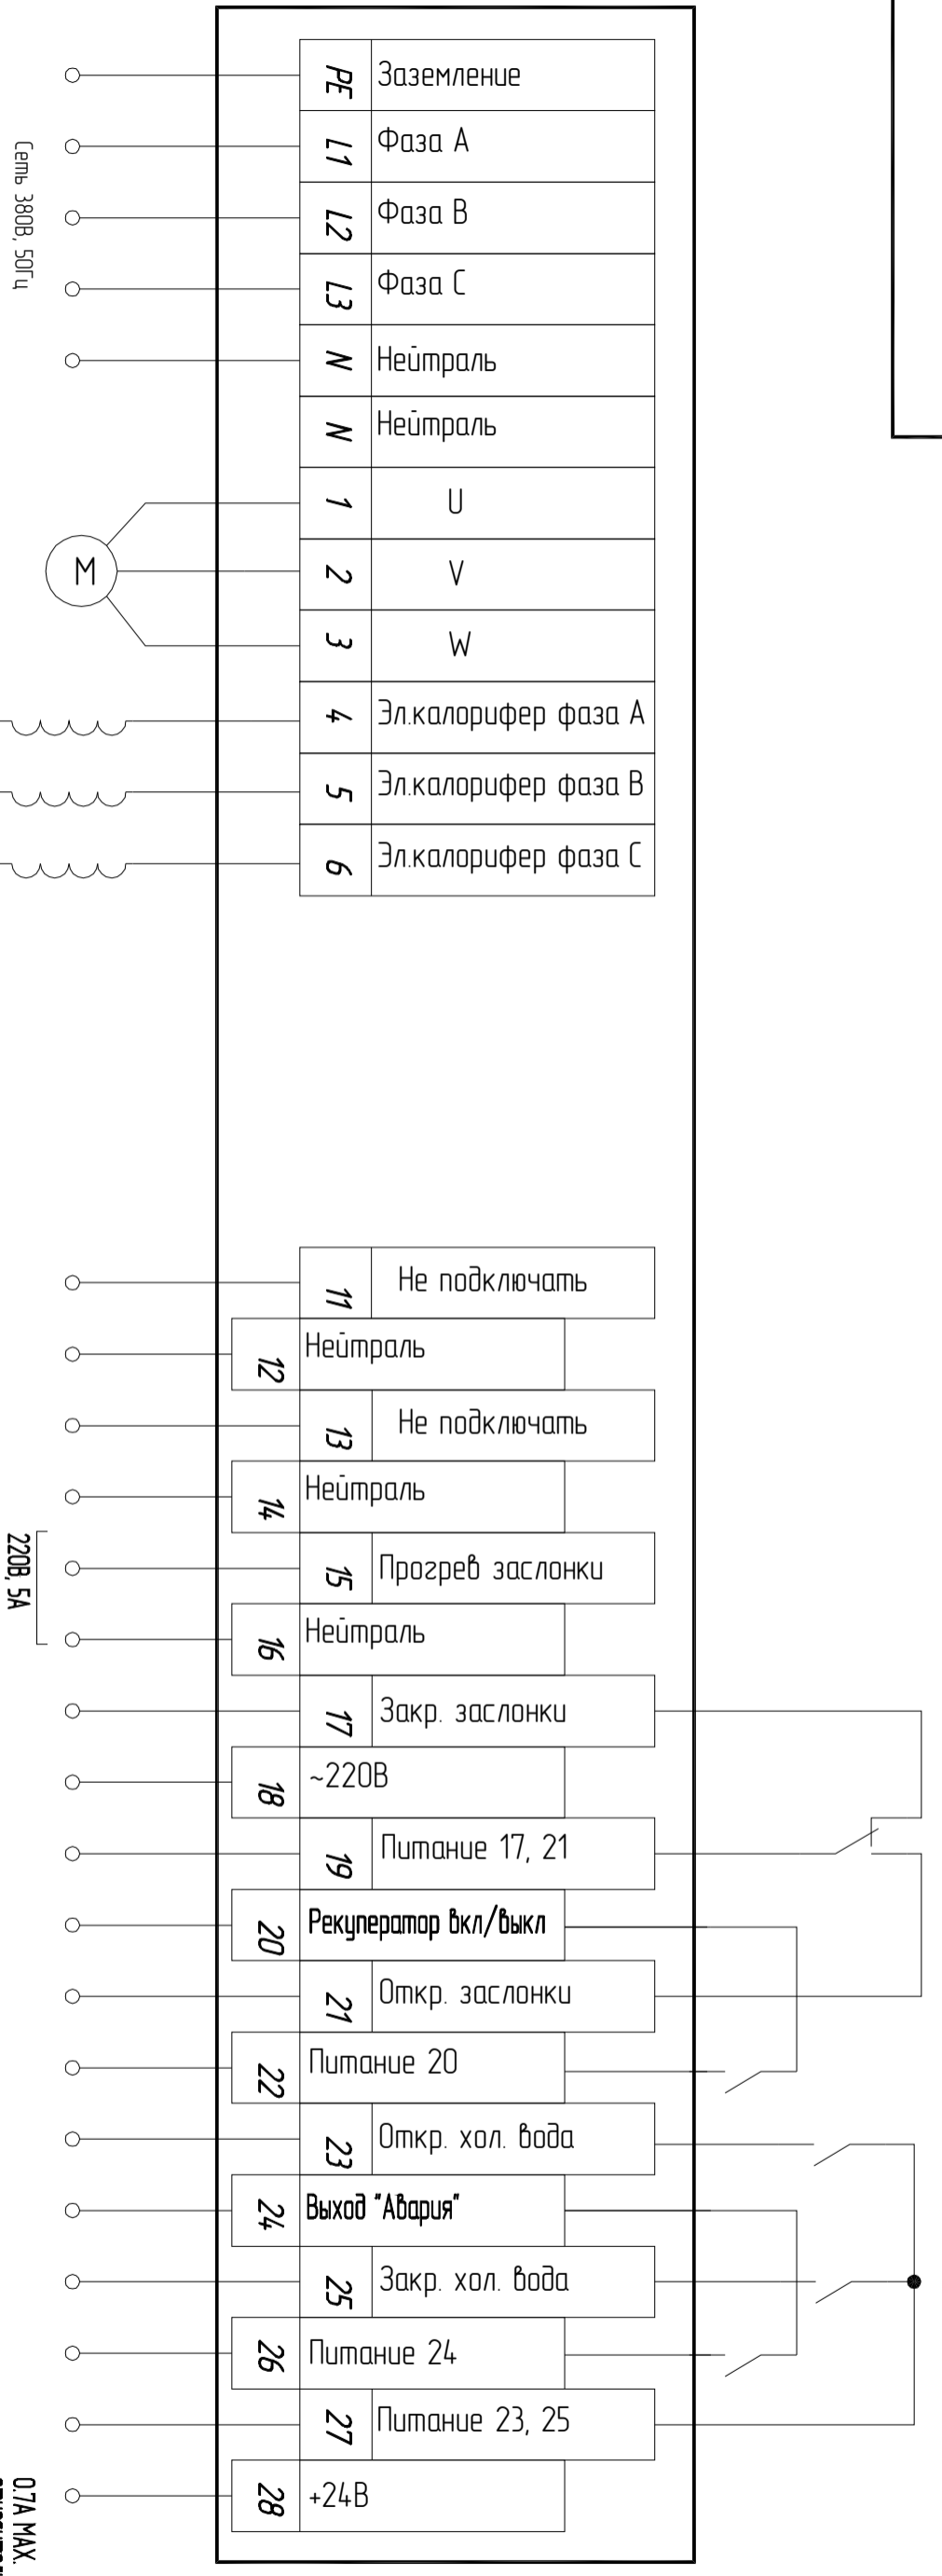 PE Заземление
L1 Фаза А
L2 Фаза В
L3 Фаза С
N Нейтраль
N Нейтраль
1 U
2 V
3 W
4 Эл.калорифер фаза А
5 Эл.калорифер фаза В
6 Эл.калорифер фаза С
Сеть 380В, 50Гц
М
11 Не подключать
12 Нейтраль
13 Не подключать
14 Нейтраль
15 Прогрев заслонки
16 Нейтраль
220В, 5А
17 Закр. заслонки
18 ~220В
19 Питание 17, 21
20 Рекуператор вкл/выкл
21 Откр. заслонки
22 Питание 20
23 Откр. хол. вода
24 Выход "Авария"
25 Закр. хол. вода
26 Питание 24
27 Питание 23, 25
28 +24В
0.7A MAX.